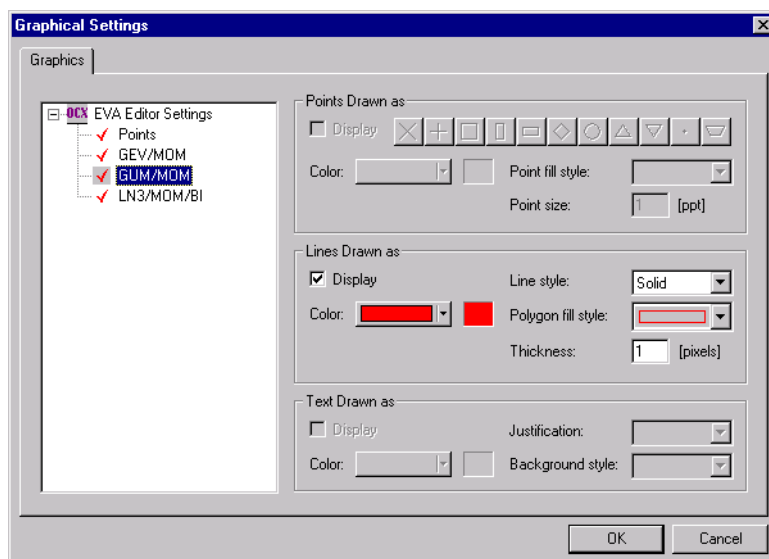 Graphical Settings
Graphics
OCX EVA Editor Settings
Points
GEV/MOM
GUM/MOM
LN3/MOM/BI
Points Drawn as
Display
Color:
Point fill style:
Point size: 1 [ppt]
Lines Drawn as
Display
Line style: Solid
Color:
Polygon fill style:
Thickness: 1 [pixels]
Text Drawn as
Display
Justification:
Color:
Background style:
OK Cancel